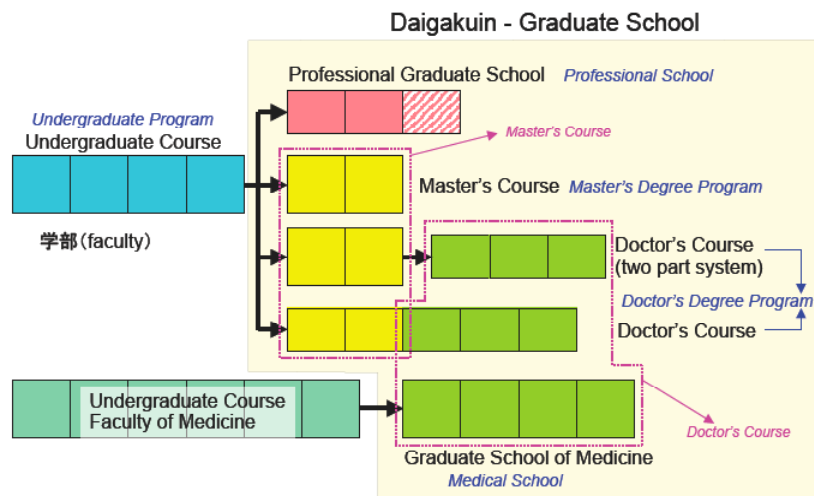 Daigakuin - Graduate School
Professional Graduate School
Professional School
Undergraduate Program
Undergraduate Course
Master's Course
Master's Course
Master's Degree Program
学部(faculty)
Doctor's Course
(two part system)
Doctor's Degree Program
Doctor's Course
Undergraduate Course
Faculty of Medicine
Doctor's Course
Graduate School of Medicine
Medical School